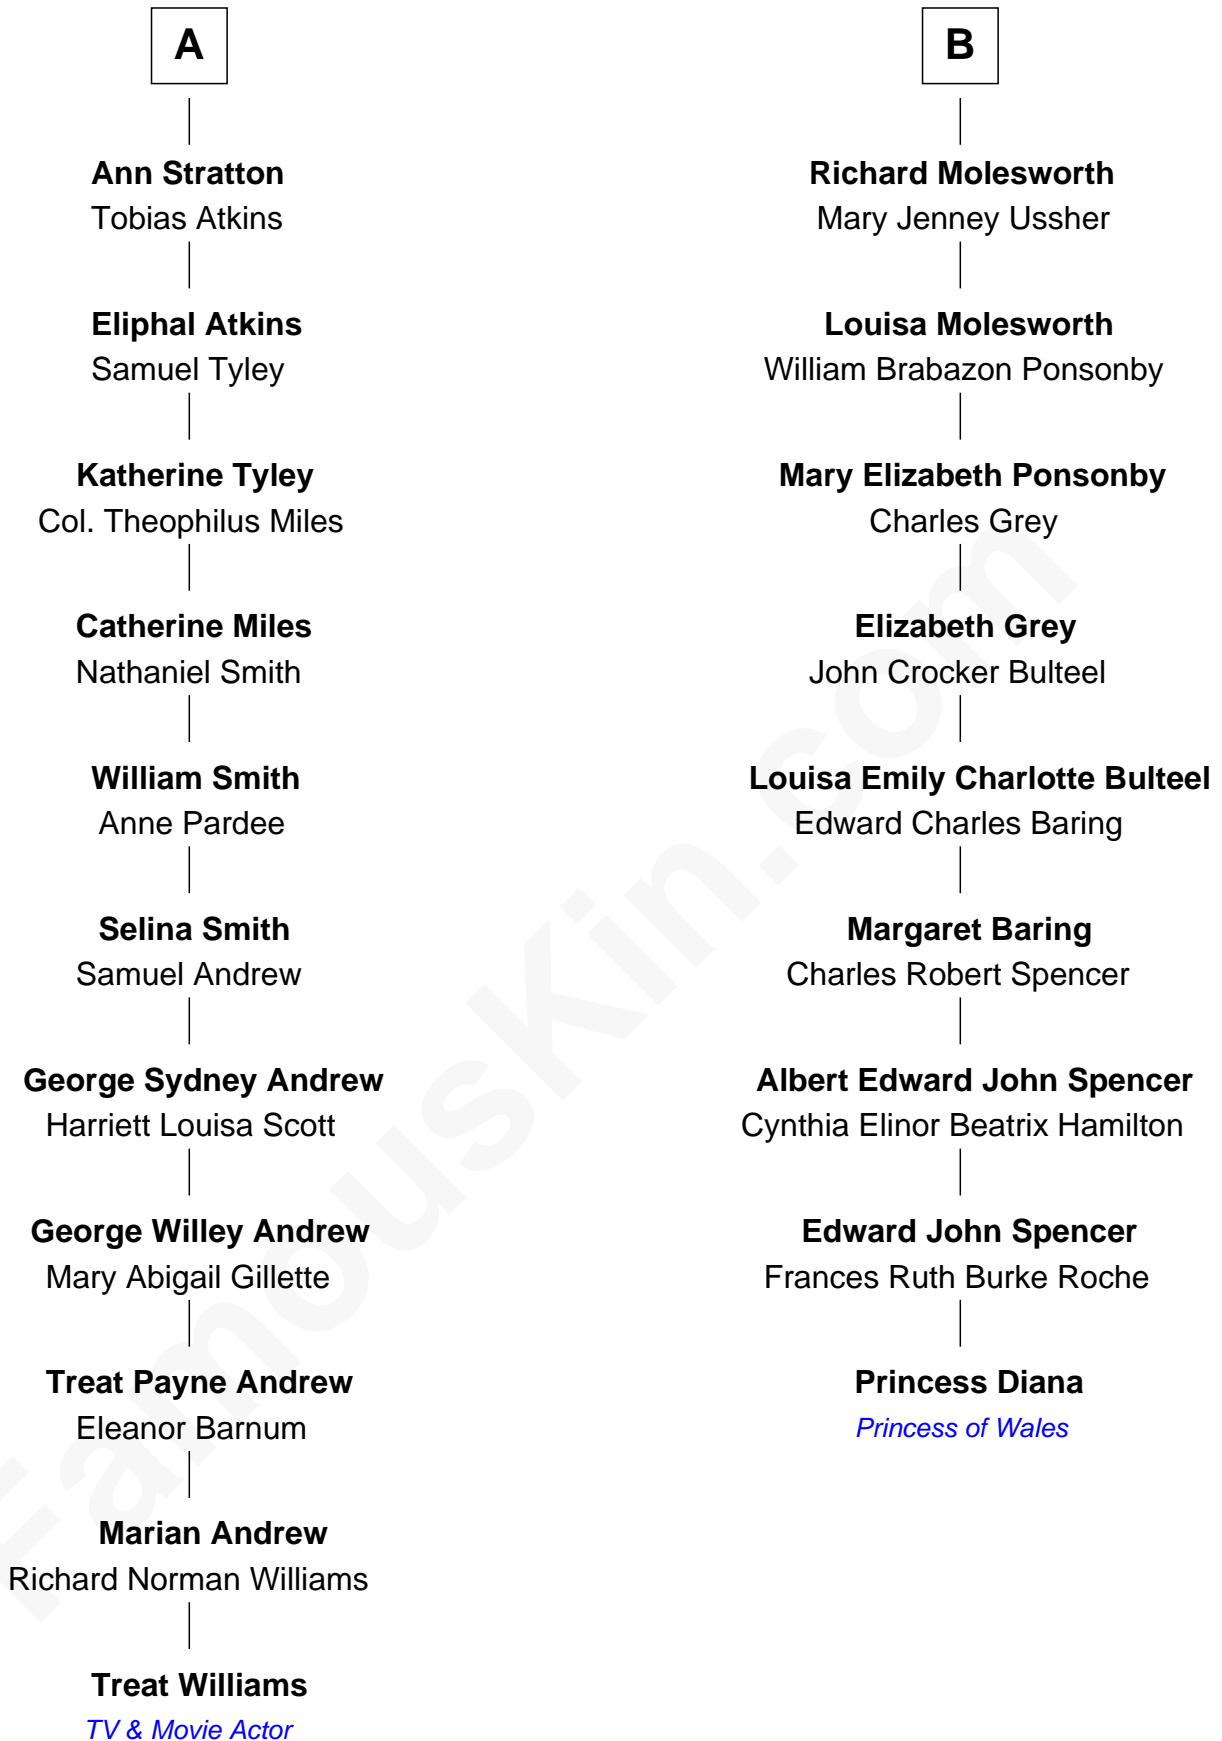 A
Ann Stratton
Tobias Atkins
Eliphal Atkins
Samuel Tyley
Katherine Tyley
Col. Theophilus Miles
Catherine Miles
Nathaniel Smith
William Smith
Anne Pardee
Selina Smith
Samuel Andrew
George Sydney Andrew
Harriett Louisa Scott
George Willey Andrew
Mary Abigail Gillette
Treat Payne Andrew
Eleanor Barnum
Marian Andrew
Richard Norman Williams
Treat Williams
TV & Movie Actor
B
Richard Molesworth
Mary Jenney Ussher
Louisa Molesworth
William Brabazon Ponsonby
Mary Elizabeth Ponsonby
Charles Grey
Elizabeth Grey
John Crocker Bulteel
Louisa Emily Charlotte Bulteel
Edward Charles Baring
Margaret Baring
Charles Robert Spencer
Albert Edward John Spencer
Cynthia Elinor Beatrix Hamilton
Edward John Spencer
Frances Ruth Burke Roche
Princess Diana
Princess of Wales
FamousKin.com